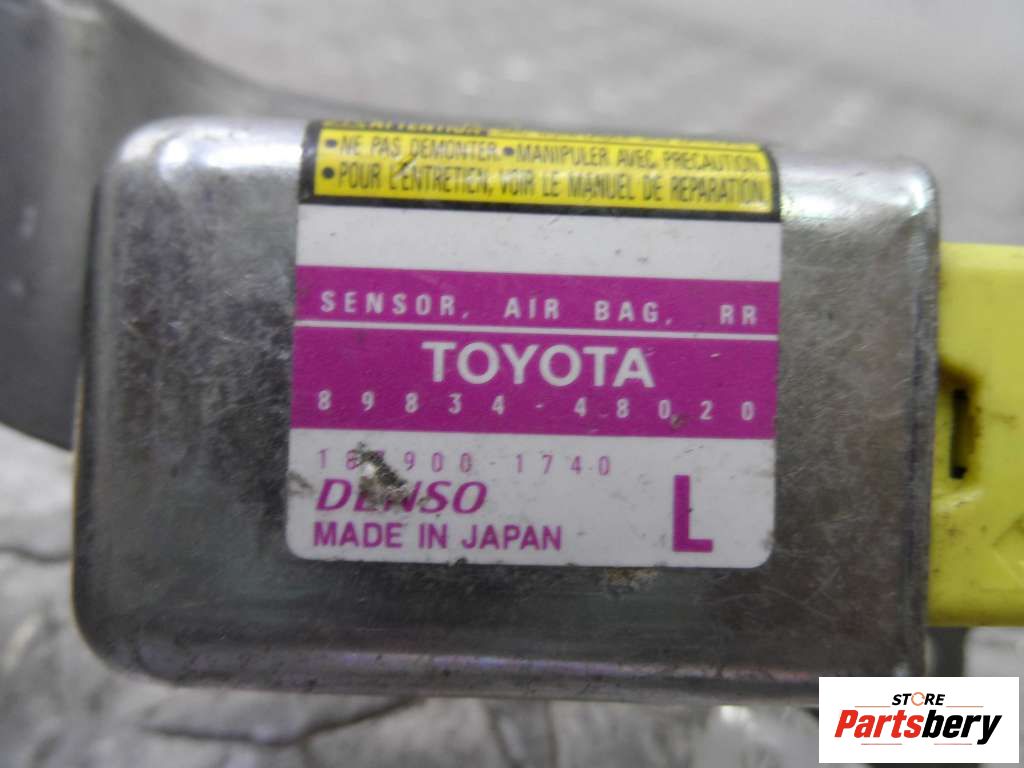 ATTENTION
• NE PAS DEMONTER • MANIPULER AVEC PRECAUTION
• POUR L'ENTRETIEN, VOIR LE MANUEL DE REPARATION
SENSOR, AIR BAG, RR
TOYOTA
89834-48020
900-1740
DENSO
MADE IN JAPAN
L
STORE
Partsbery